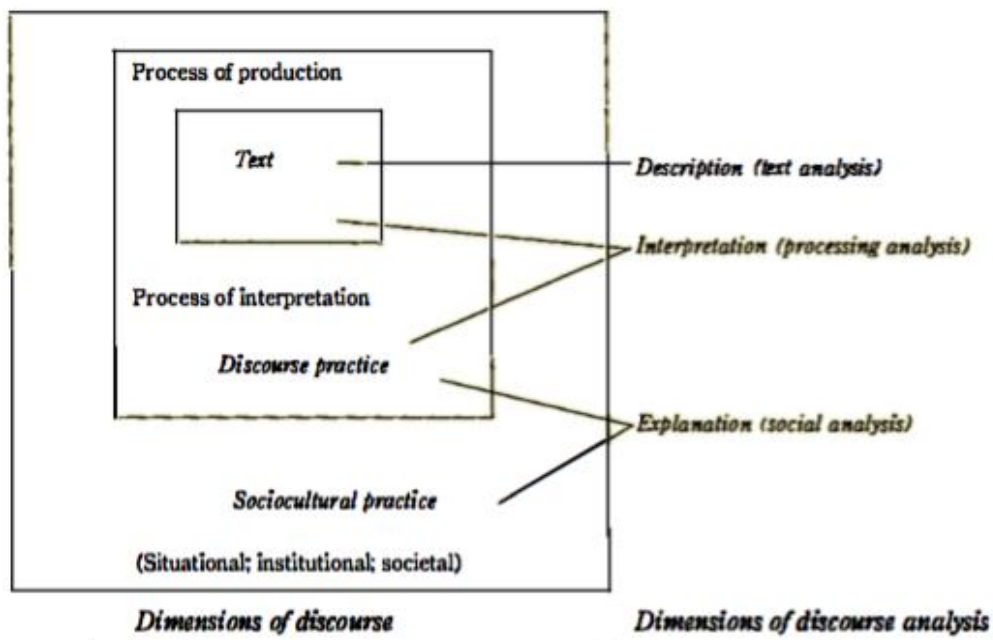 Process of production
Text
Description (text analysis)
Interpretation (processing analysis)
Process of interpretation
Discourse practice
Explanation (social analysis)
Sociocultural practice
(Situational; institutional; societal)
Dimensions of discourse
Dimensions of discourse analysis